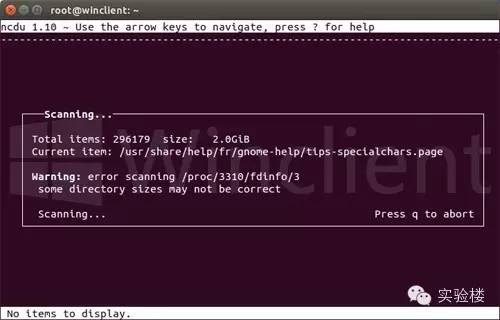 root@winclient: ~
ncdu 1.10 ~ Use the arrow keys to navigate, press ? for help
Scanning...
Total items: 296179 size: 2.0GiB
Current item: /usr/share/help/fr/gnome-help/tips-specialchars.page
Warning: error scanning /proc/3310/fdinfo/3
some directory sizes may not be correct
Scanning... Press q to abort
Winclient
实验楼
No items to display.